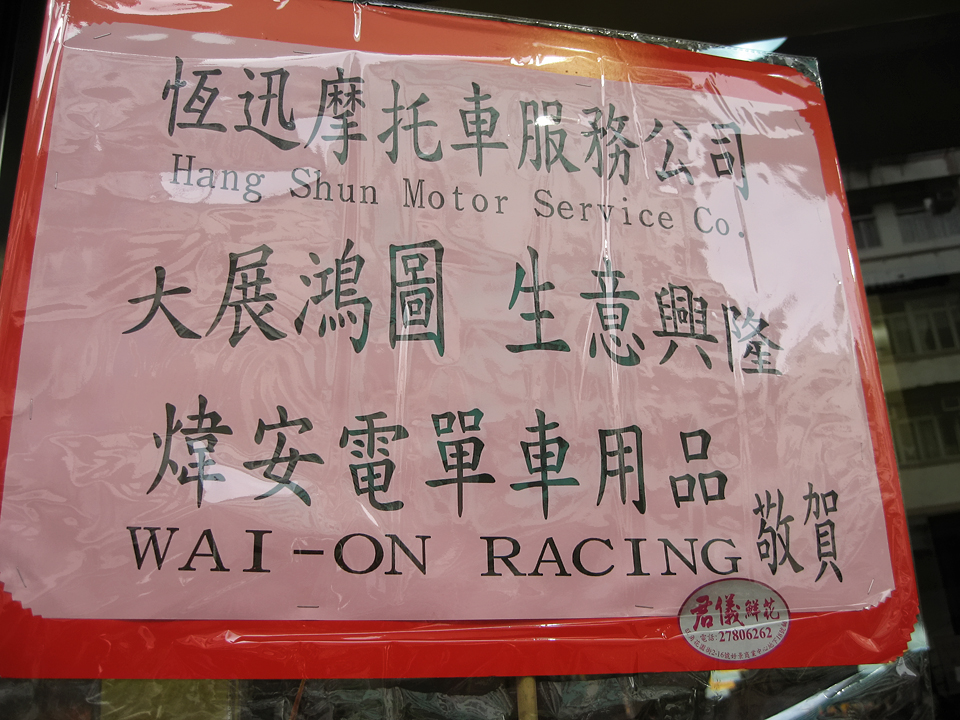 恆迅摩托車服務公司
Hang Shun Motor Service Co.
大展鴻圖 生意興隆
煒安電單車用品
WAI-ON RACING 敬賀
君儀鮮花
電話: 27806262